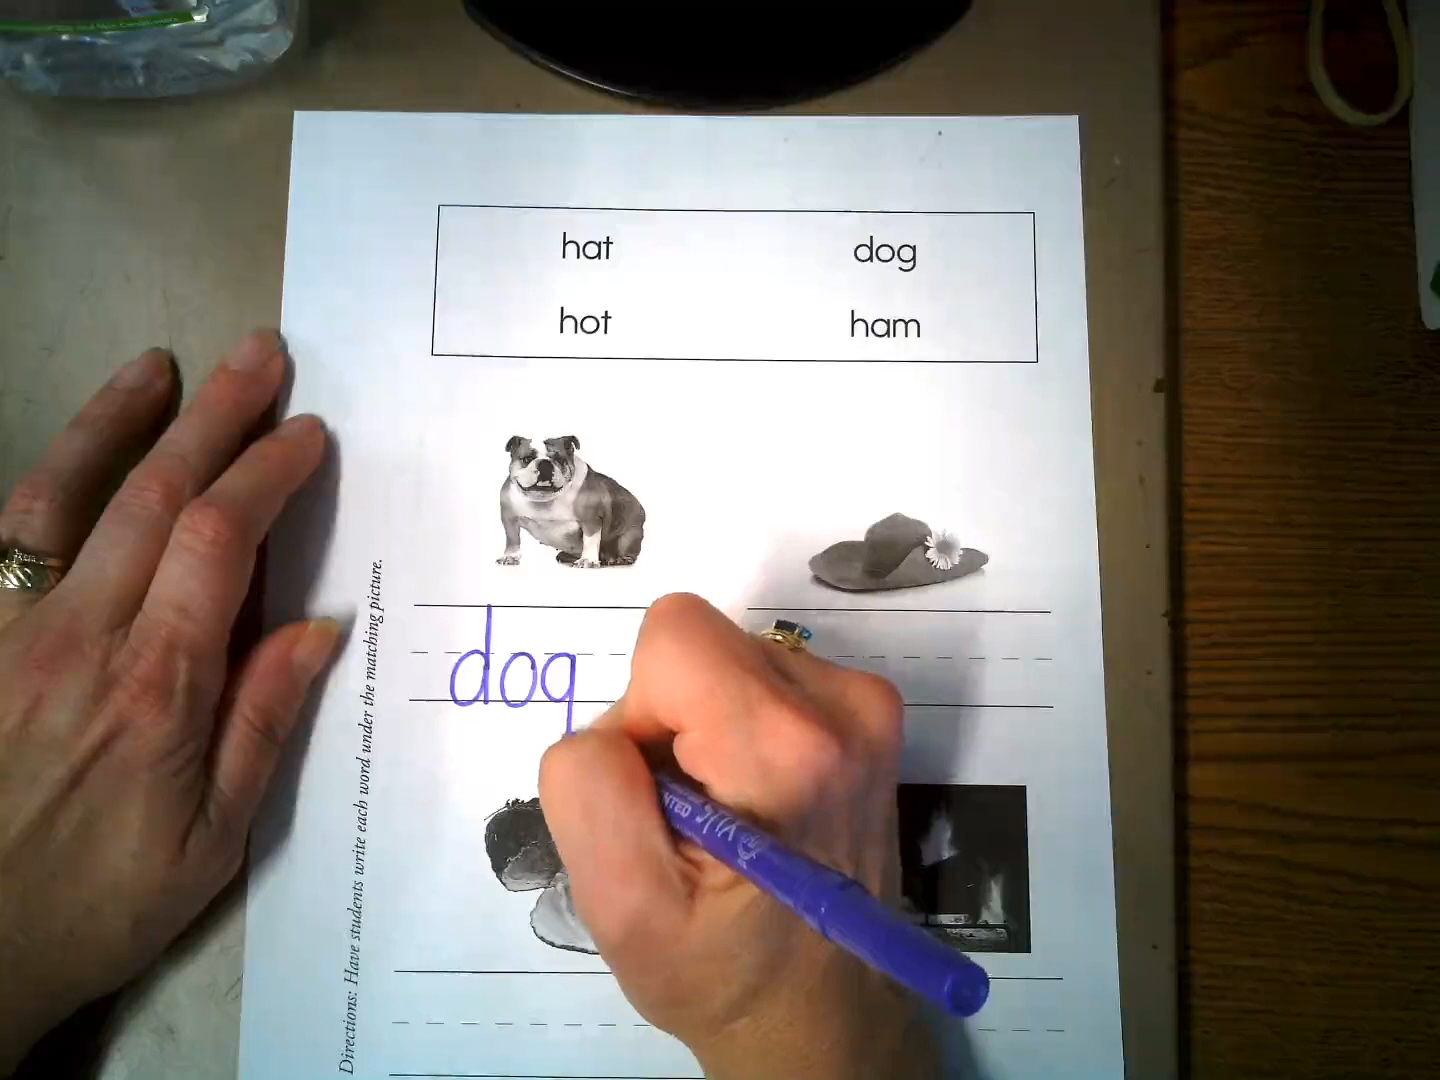 hat dog
hot ham
dog
Directions: Have students write each word under the matching picture.